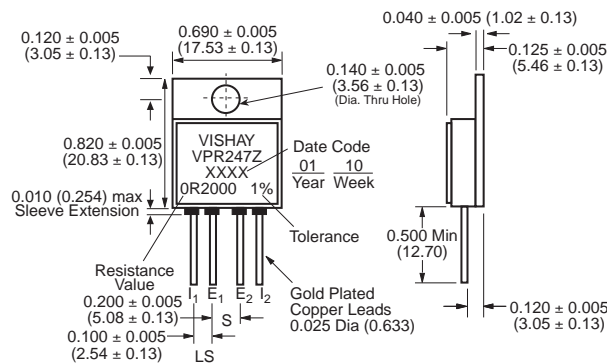 0.690 ± 0.005
(17.53 ± 0.13)
0.120 ± 0.005
(3.05 ± 0.13)
0.040 ± 0.005 (1.02 ± 0.13)
0.125 ± 0.005
(5.46 ± 0.13)
0.140 ± 0.005
(3.56 ± 0.13)
(Dia. Thru Hole)
0.820 ± 0.005
(20.83 ± 0.13)
VISHAY
VPR247Z
XXXX
0R2000 1%
Date Code
01 10
Year Week
0.010 (0.254) max
Sleeve Extension
Tolerance
0.500 Min
(12.70)
Resistance
Value
I1 E1 E2 I2
Gold Plated
Copper Leads
0.025 Dia (0.633)
0.200 ± 0.005
(5.08 ± 0.13)
S
0.100 ± 0.005
(2.54 ± 0.13)
LS
0.120 ± 0.005
(3.05 ± 0.13)